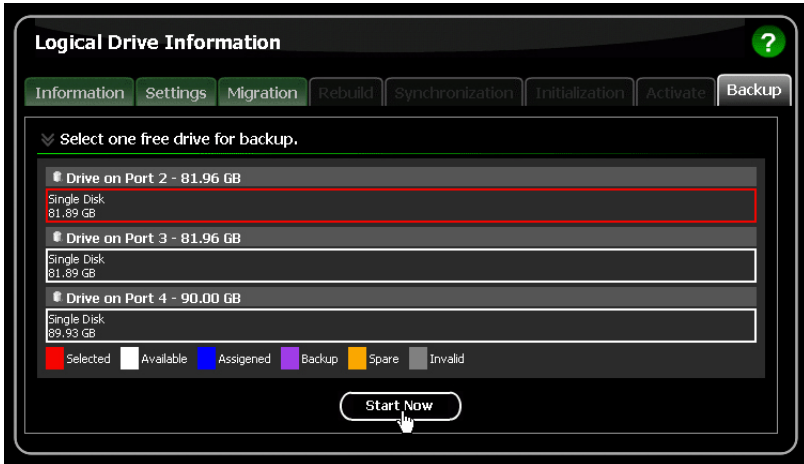 Logical Drive Information
?
Information Settings Migration Rebuild Synchronization Initialization Activate Backup
Select one free drive for backup.
Drive on Port 2 - 81.96 GB
Single Disk
81.89 GB
Drive on Port 3 - 81.96 GB
Single Disk
81.89 GB
Drive on Port 4 - 90.00 GB
Single Disk
89.93 GB
Selected Available Assigened Backup Spare Invalid
Start Now